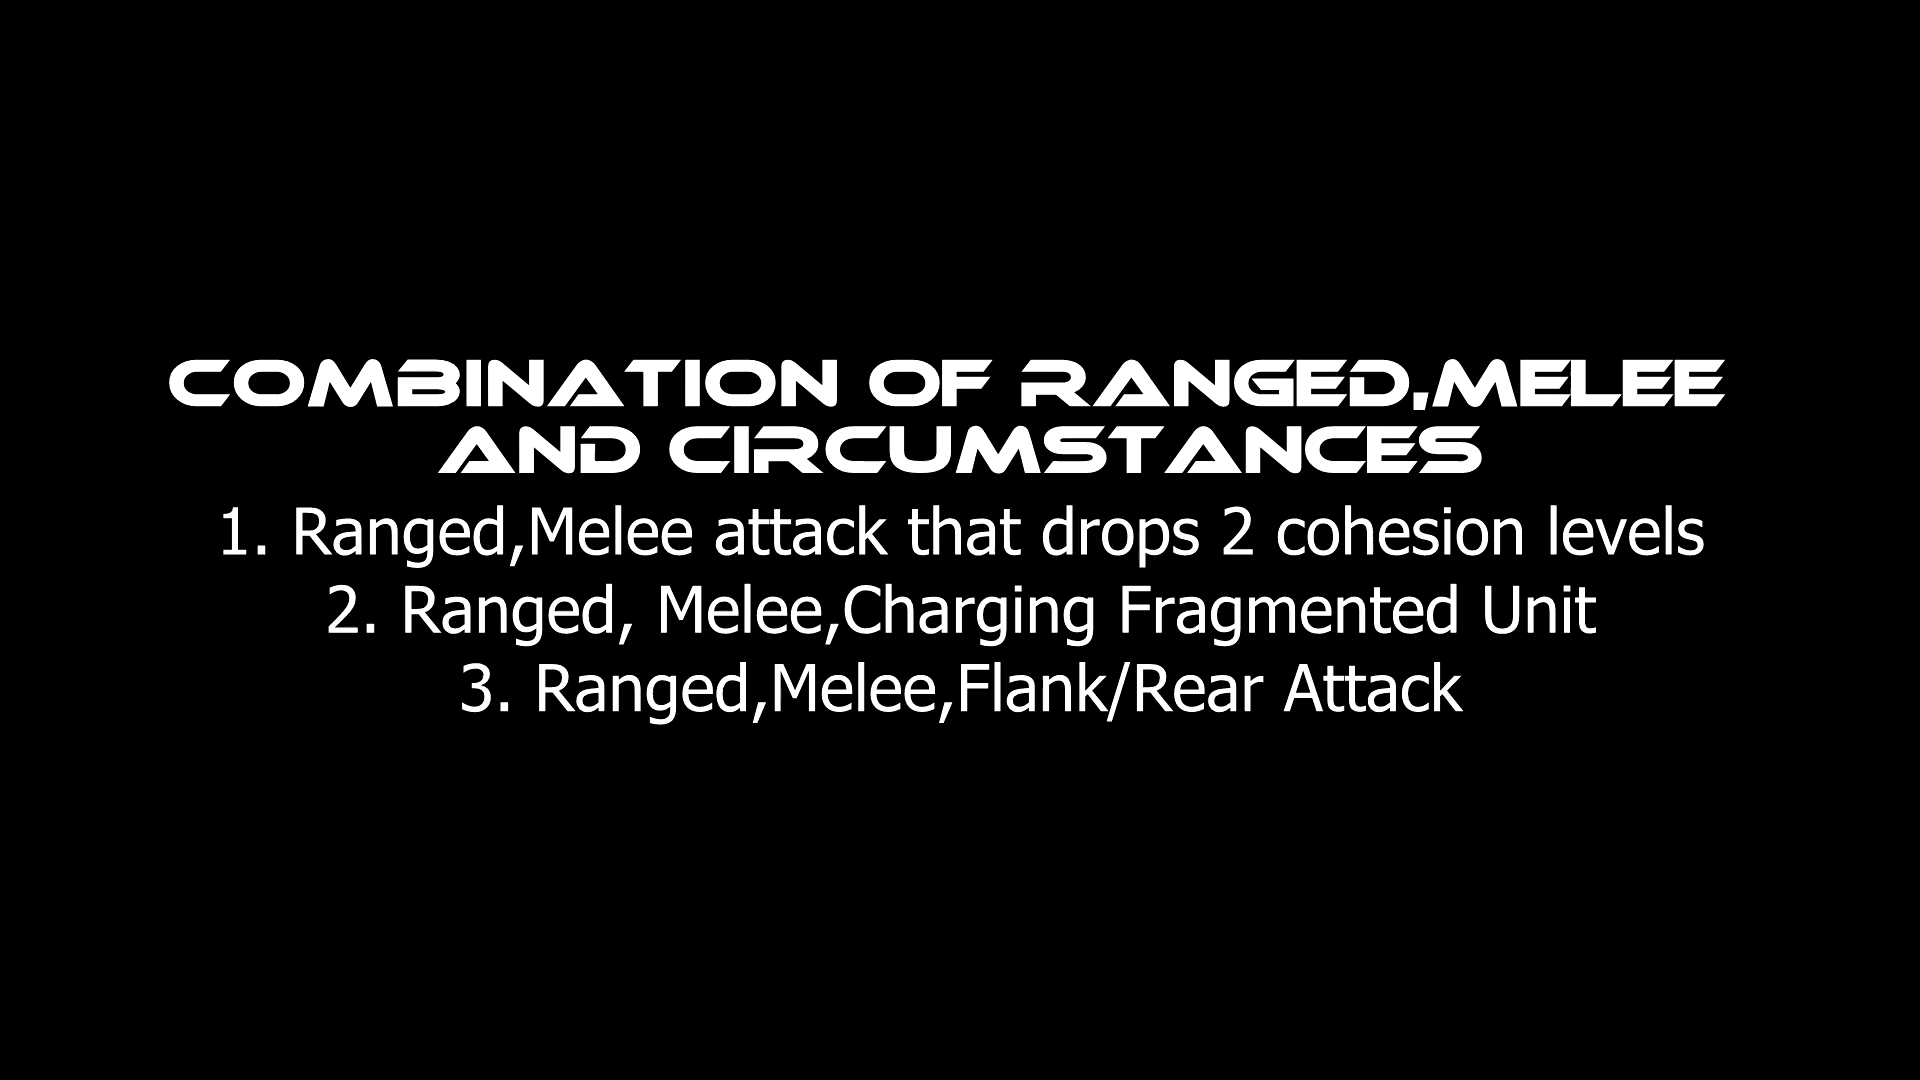 COMBINATION OF RANGED,MELEE
AND CIRCUMSTANCES
1. Ranged,Melee attack that drops 2 cohesion levels
2. Ranged, Melee,Charging Fragmented Unit
3. Ranged,Melee,Flank/Rear Attack